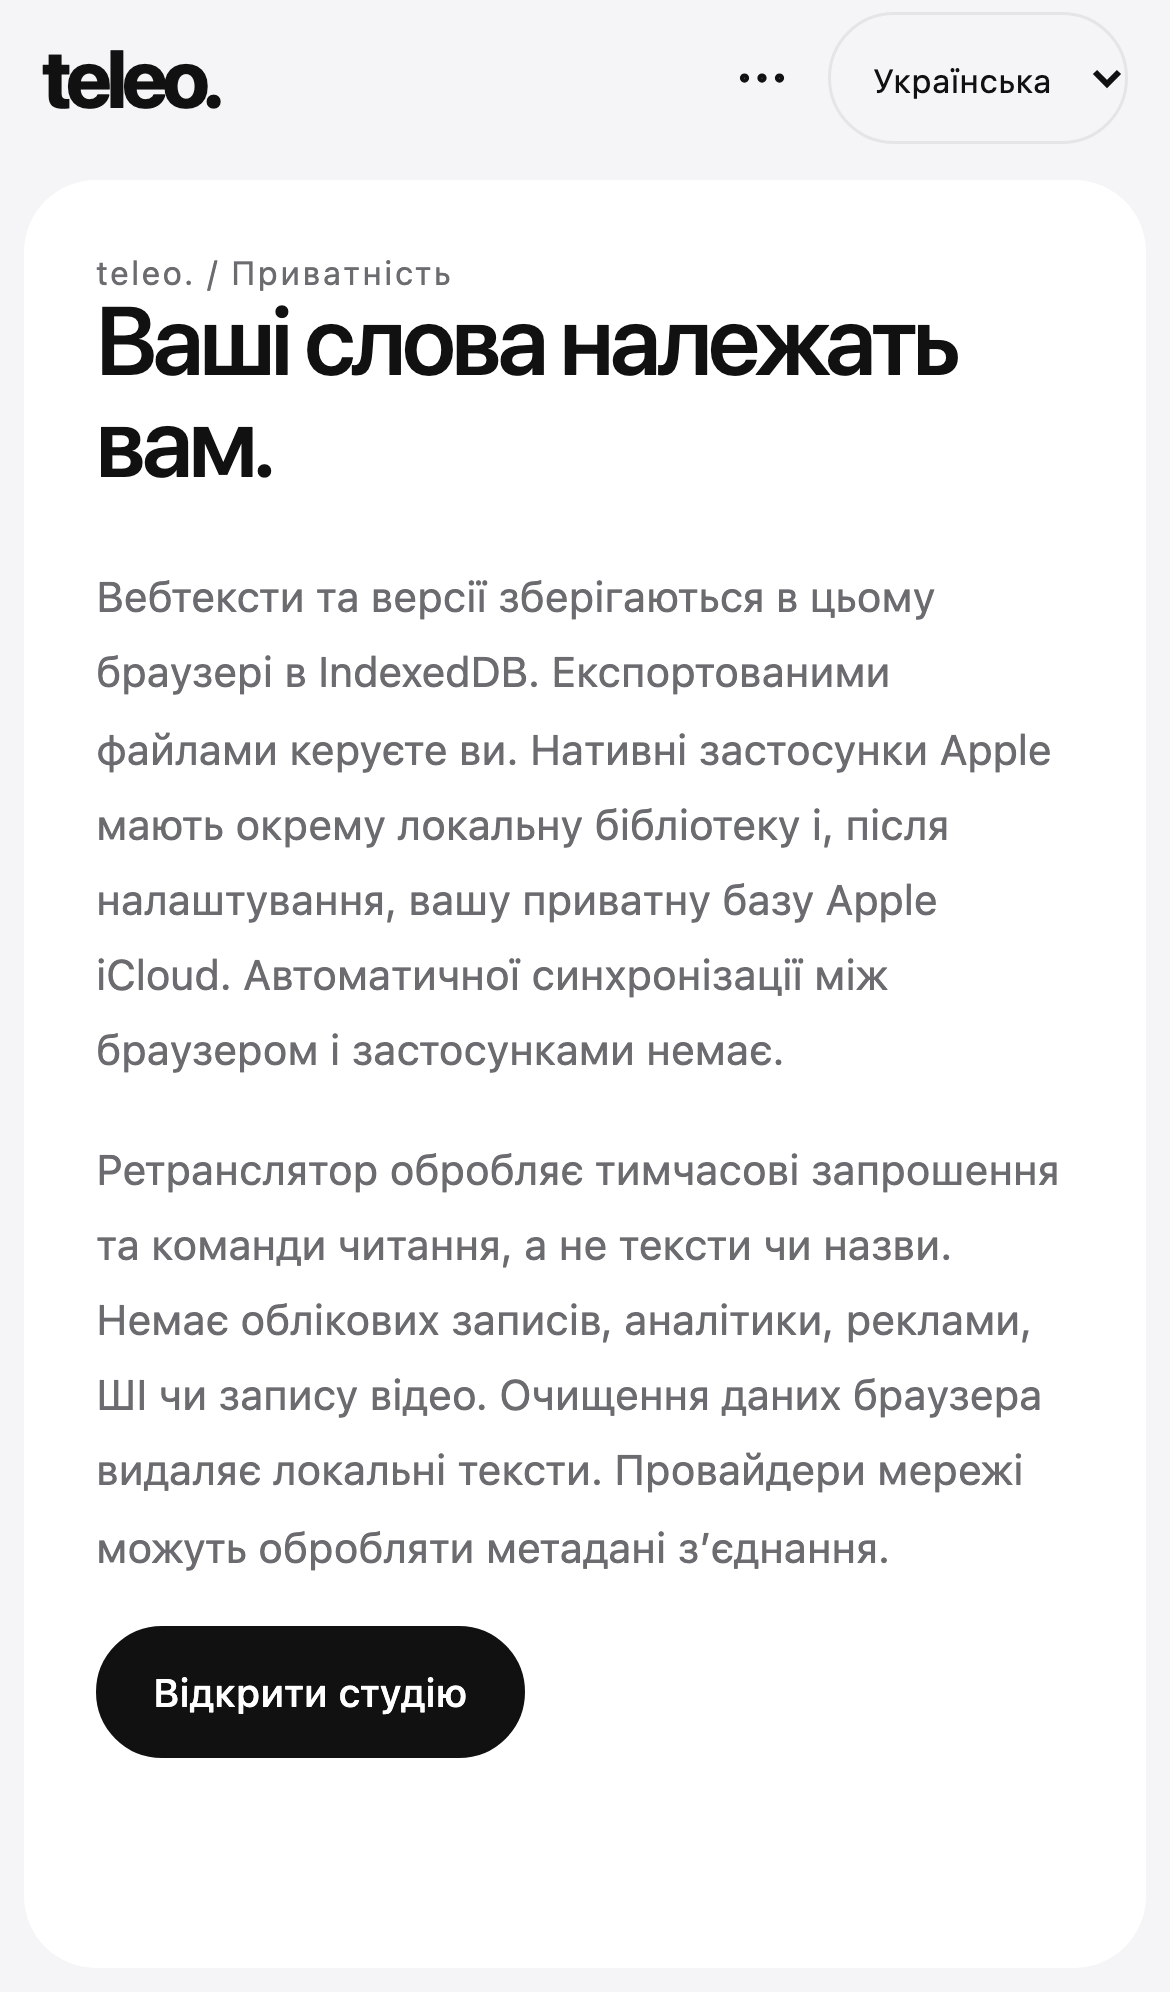 teleo.
Українська
teleo. / Приватність
Ваші слова належать
вам.
Вебтексти та версії зберігаються в цьому
браузері в IndexedDB. Експортованими
файлами керуєте ви. Нативні застосунки Apple
мають окрему локальну бібліотеку і, після
налаштування, вашу приватну базу Apple
iCloud. Автоматичної синхронізації між
браузером і застосунками немає.
Ретранслятор обробляє тимчасові запрошення
та команди читання, а не тексти чи назви.
Немає облікових записів, аналітики, реклами,
ШІ чи запису відео. Очищення даних браузера
видаляє локальні тексти. Провайдери мережі
можуть обробляти метадані з’єднання.
Відкрити студію